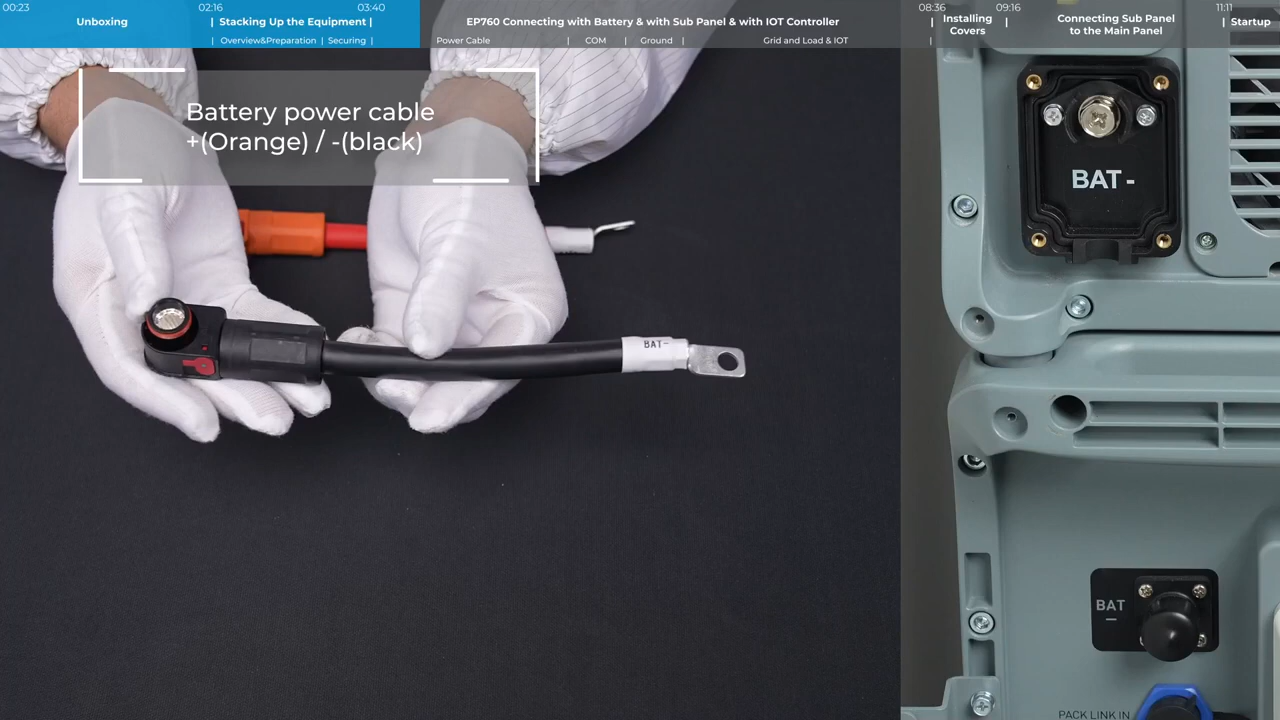 00:23
02:16
03:40
08:36
09:16
11:11
Unboxing
| Stacking Up the Equipment |
EP760 Connecting with Battery & with Sub Panel & with IOT Controller
| Installing Covers |
Connecting Sub Panel
to the Main Panel
| Startup
| Overview&Preparation | Securing |
Power Cable
| COM | Ground |
Grid and Load & IOT |
Battery power cable
+(Orange) / -(black)
BAT-
BAT -
BAT
—
PACK LINK IN